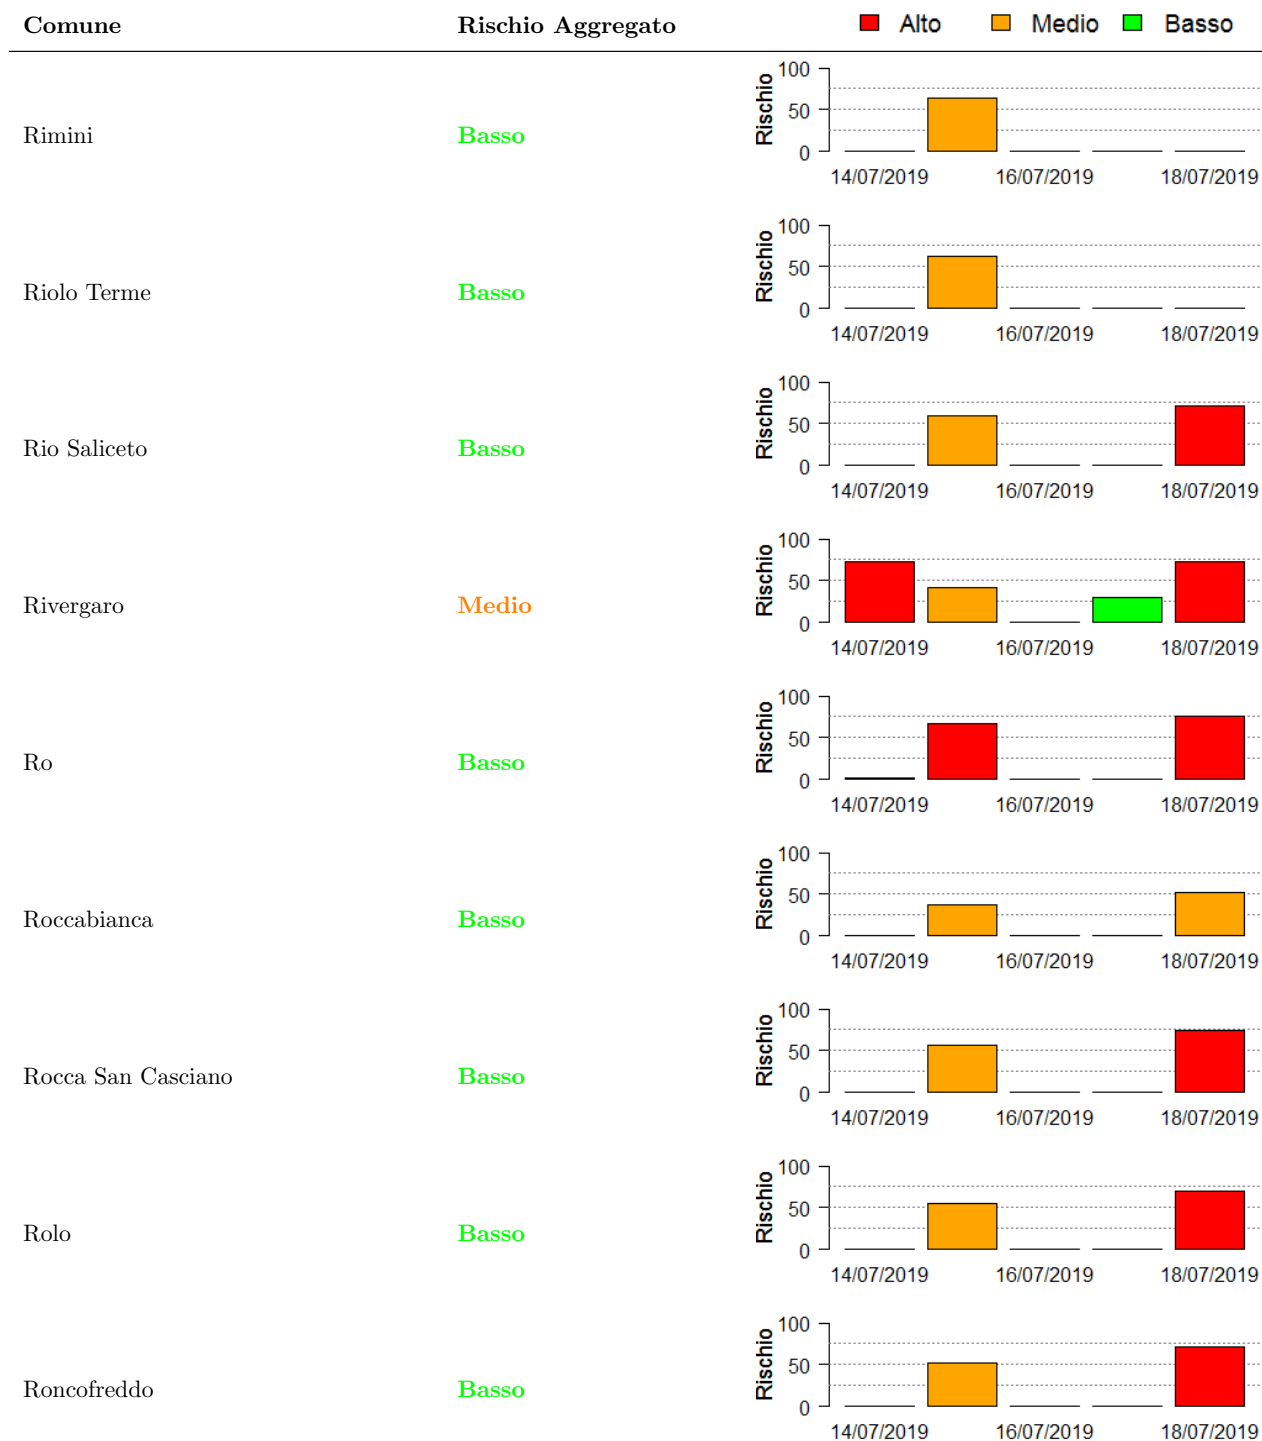 Comune Rischio Aggregato Alto Medio Basso
Rimini Basso
Rischio
100
50
0
14/07/2019 16/07/2019 18/07/2019
Riolo Terme Basso
Rischio
100
50
0
14/07/2019 16/07/2019 18/07/2019
Rio Saliceto Basso
Rischio
100
50
0
14/07/2019 16/07/2019 18/07/2019
Rivergaro Medio
Rischio
100
50
0
14/07/2019 16/07/2019 18/07/2019
Ro Basso
Rischio
100
50
0
14/07/2019 16/07/2019 18/07/2019
Roccabianca Basso
Rischio
100
50
0
14/07/2019 16/07/2019 18/07/2019
Rocca San Casciano Basso
Rischio
100
50
0
14/07/2019 16/07/2019 18/07/2019
Rolo Basso
Rischio
100
50
0
14/07/2019 16/07/2019 18/07/2019
Roncofreddo Basso
Rischio
100
50
0
14/07/2019 16/07/2019 18/07/2019